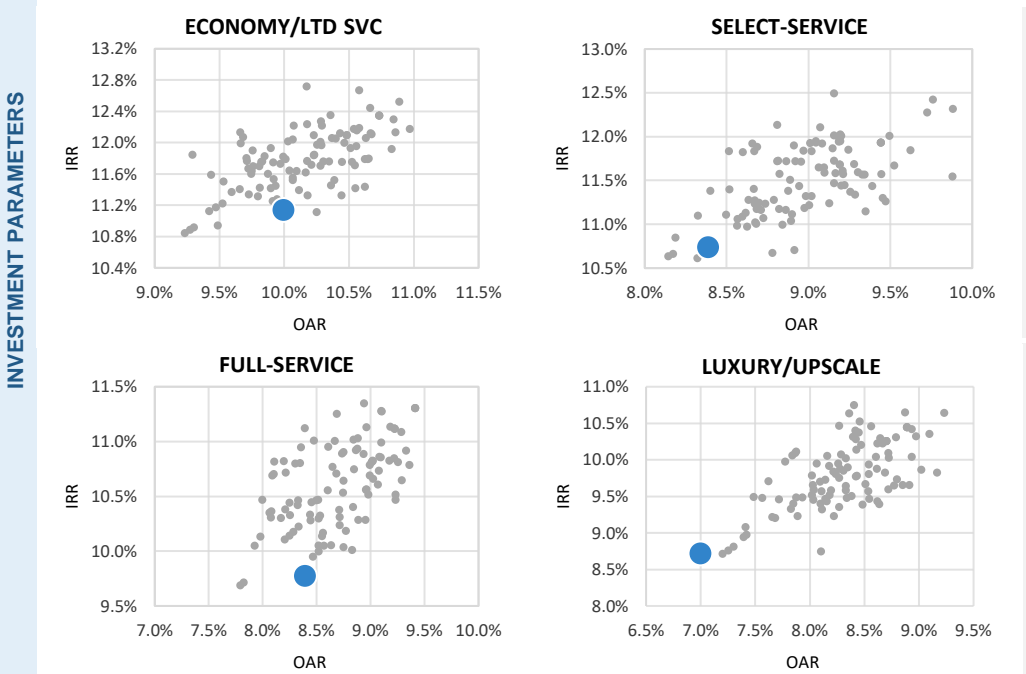 INVESTMENT PARAMETERS
ECONOMY/LTD SVC
13.2%
12.8%
12.4%
12.0%
11.6%
11.2%
10.8%
10.4%
IRR
9.0% 9.5% 10.0% 10.5% 11.0% 11.5%
OAR
SELECT-SERVICE
13.0%
12.5%
12.0%
11.5%
11.0%
10.5%
IRR
8.0% 8.5% 9.0% 9.5% 10.0%
OAR
FULL-SERVICE
11.5%
11.0%
10.5%
10.0%
9.5%
IRR
7.0% 7.5% 8.0% 8.5% 9.0% 9.5% 10.0%
OAR
LUXURY/UPSCALE
11.0%
10.5%
10.0%
9.5%
9.0%
8.5%
8.0%
IRR
6.5% 7.0% 7.5% 8.0% 8.5% 9.0% 9.5%
OAR